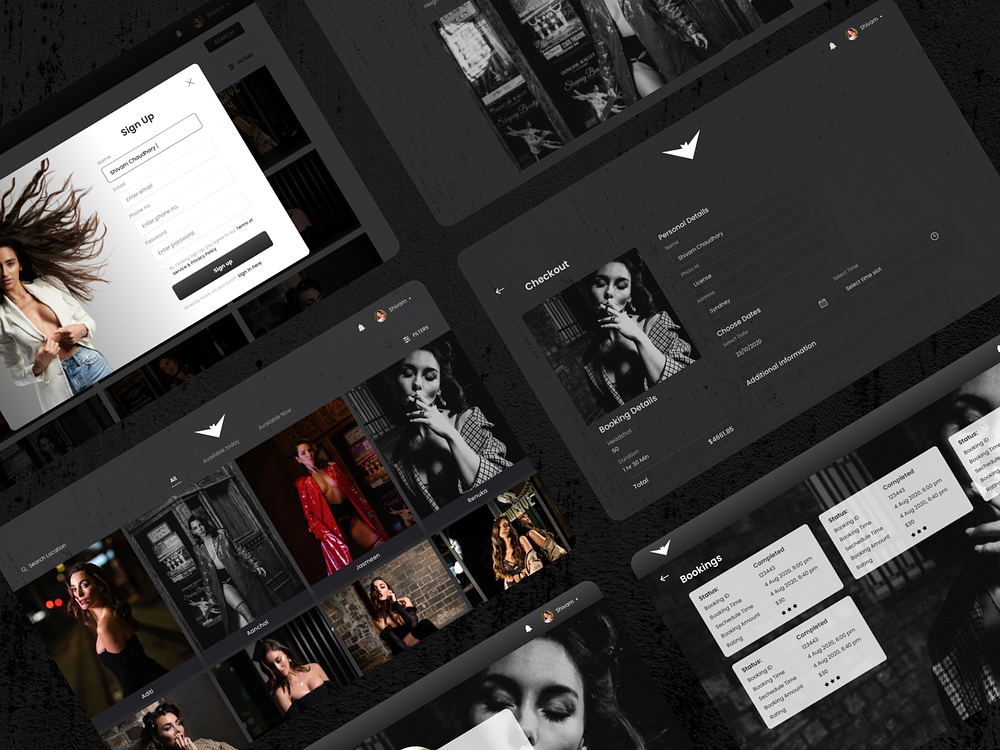 Shivam
SEARCH
FILTERS
Sign Up
Name
Shivam Chaudhary
Email
Enter email
Phone no.
Enter phone no.
Password
Enter password
By clicking Sign Up, you agree to our Terms of
Service & Privacy Policy
Sign up
Already have an account? Sign in here
Shivam
Checkout
Personal Details
Name
Shivam Chaudhary
Photo Id
License
Address
Syndney
Choose Dates
Select Date
23/10/2020
Select Time
Select time slot
Additional Information
Booking Details
Headshot
50
Duration
1 hr 30 Min
Total
$4661.85
Shivam
FILTERS
Search Location
All
Available today
Available Now
Aditi
Aanchal
Jasmeen
Renuka
Shivam
Bookings
Status:
Completed
Booking ID
123443
Booking Time
4 Aug 2020, 6:00 pm
Sechedule Time
4 Aug 2020, 6:40 pm
Booking Amount
$30
Rating
Status:
Completed
Booking ID
123443
Booking Time
4 Aug 2020, 6:00 pm
Sechedule Time
4 Aug 2020, 6:40 pm
Booking Amount
$30
Rating
Status:
Completed
Booking ID
123443
Booking Time
4 Aug 2020, 6:00 pm
Sechedule Time
4 Aug 2020, 6:40 pm
Booking Amount
$30
Rating
Status:
Booking ID
Booking Time